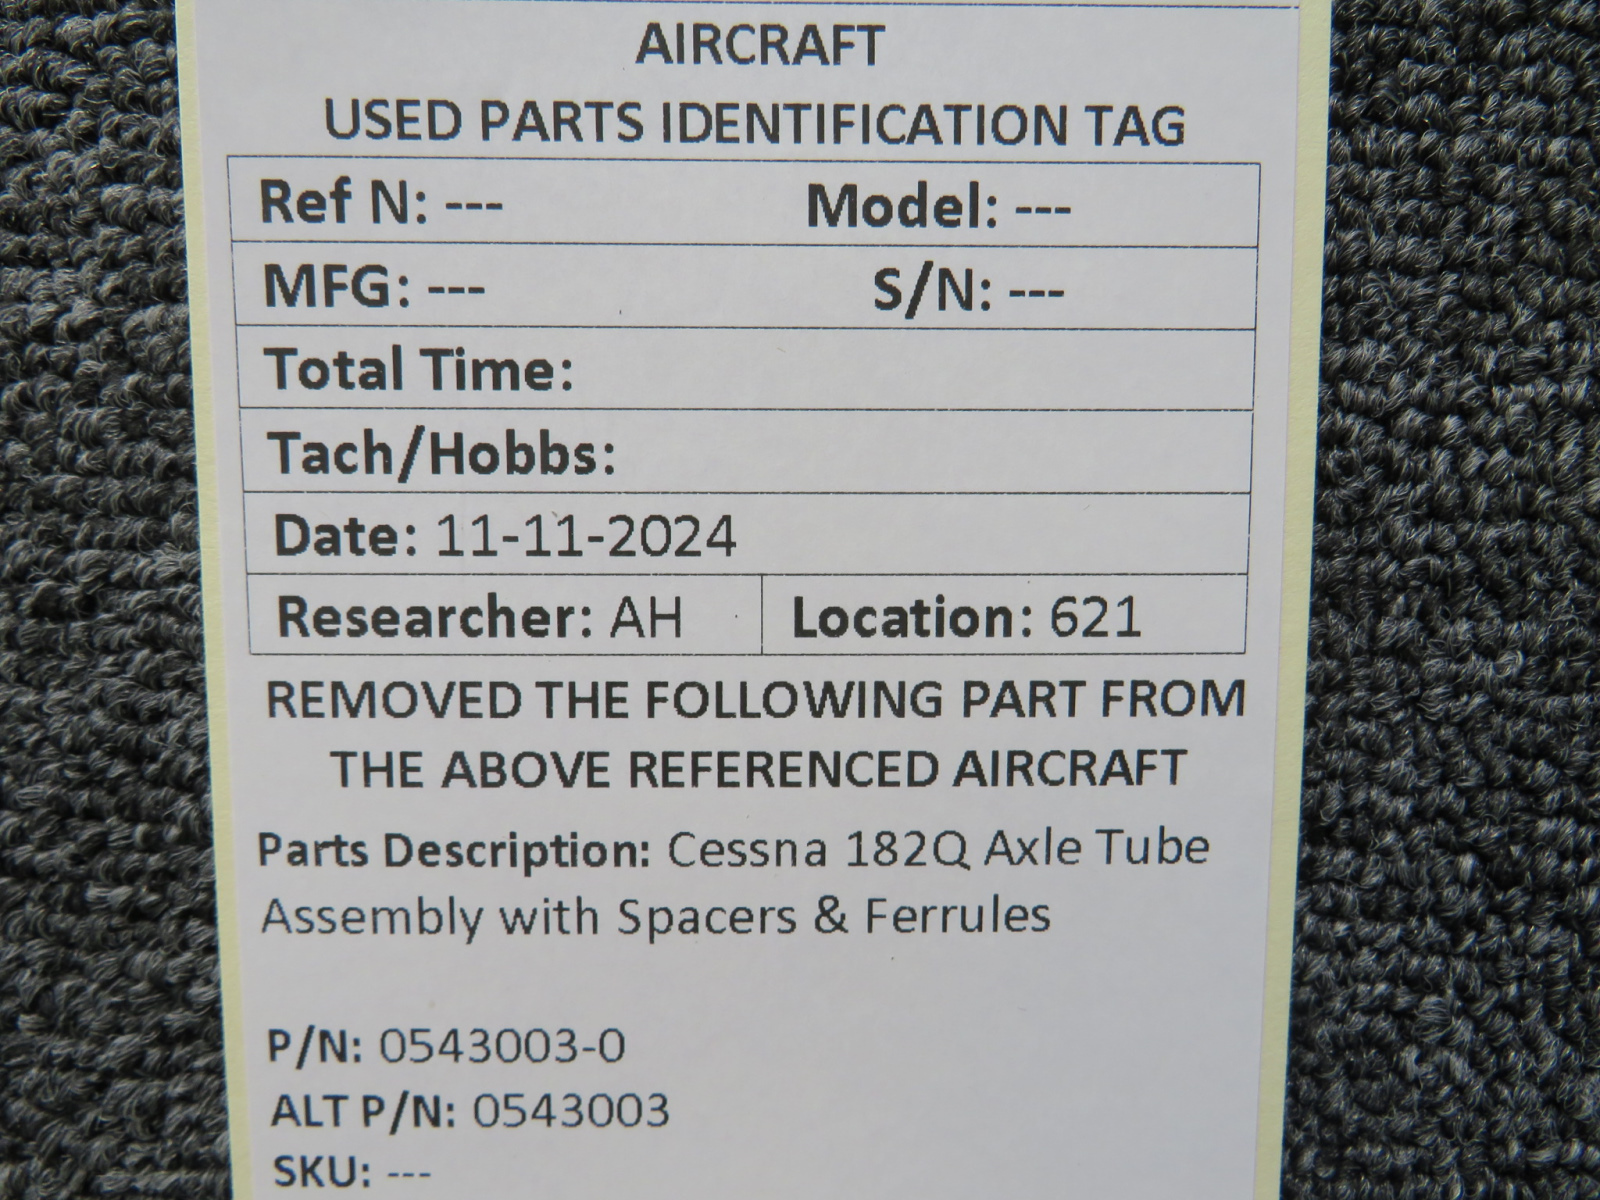 AIRCRAFT
USED PARTS IDENTIFICATION TAG
Ref N: --- Model: ---
MFG: --- S/N: ---
Total Time:
Tach/Hobbs:
Date: 11-11-2024
Researcher: AH Location: 621
REMOVED THE FOLLOWING PART FROM
THE ABOVE REFERENCED AIRCRAFT
Parts Description: Cessna 182Q Axle Tube
Assembly with Spacers & Ferrules
P/N: 0543003-0
ALT P/N: 0543003
SKU: ---